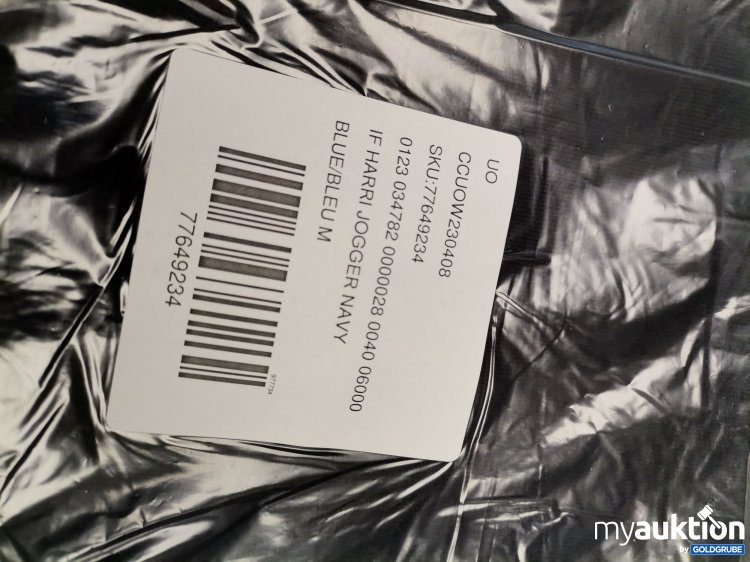 UO
CCUOW230408
SKU:77649234
0123 034782 0000028 0040 06000
IF HARRI JOGGER NAVY
BLUE/BLEU M
77649234
myauktion
by GOLDGRUBE